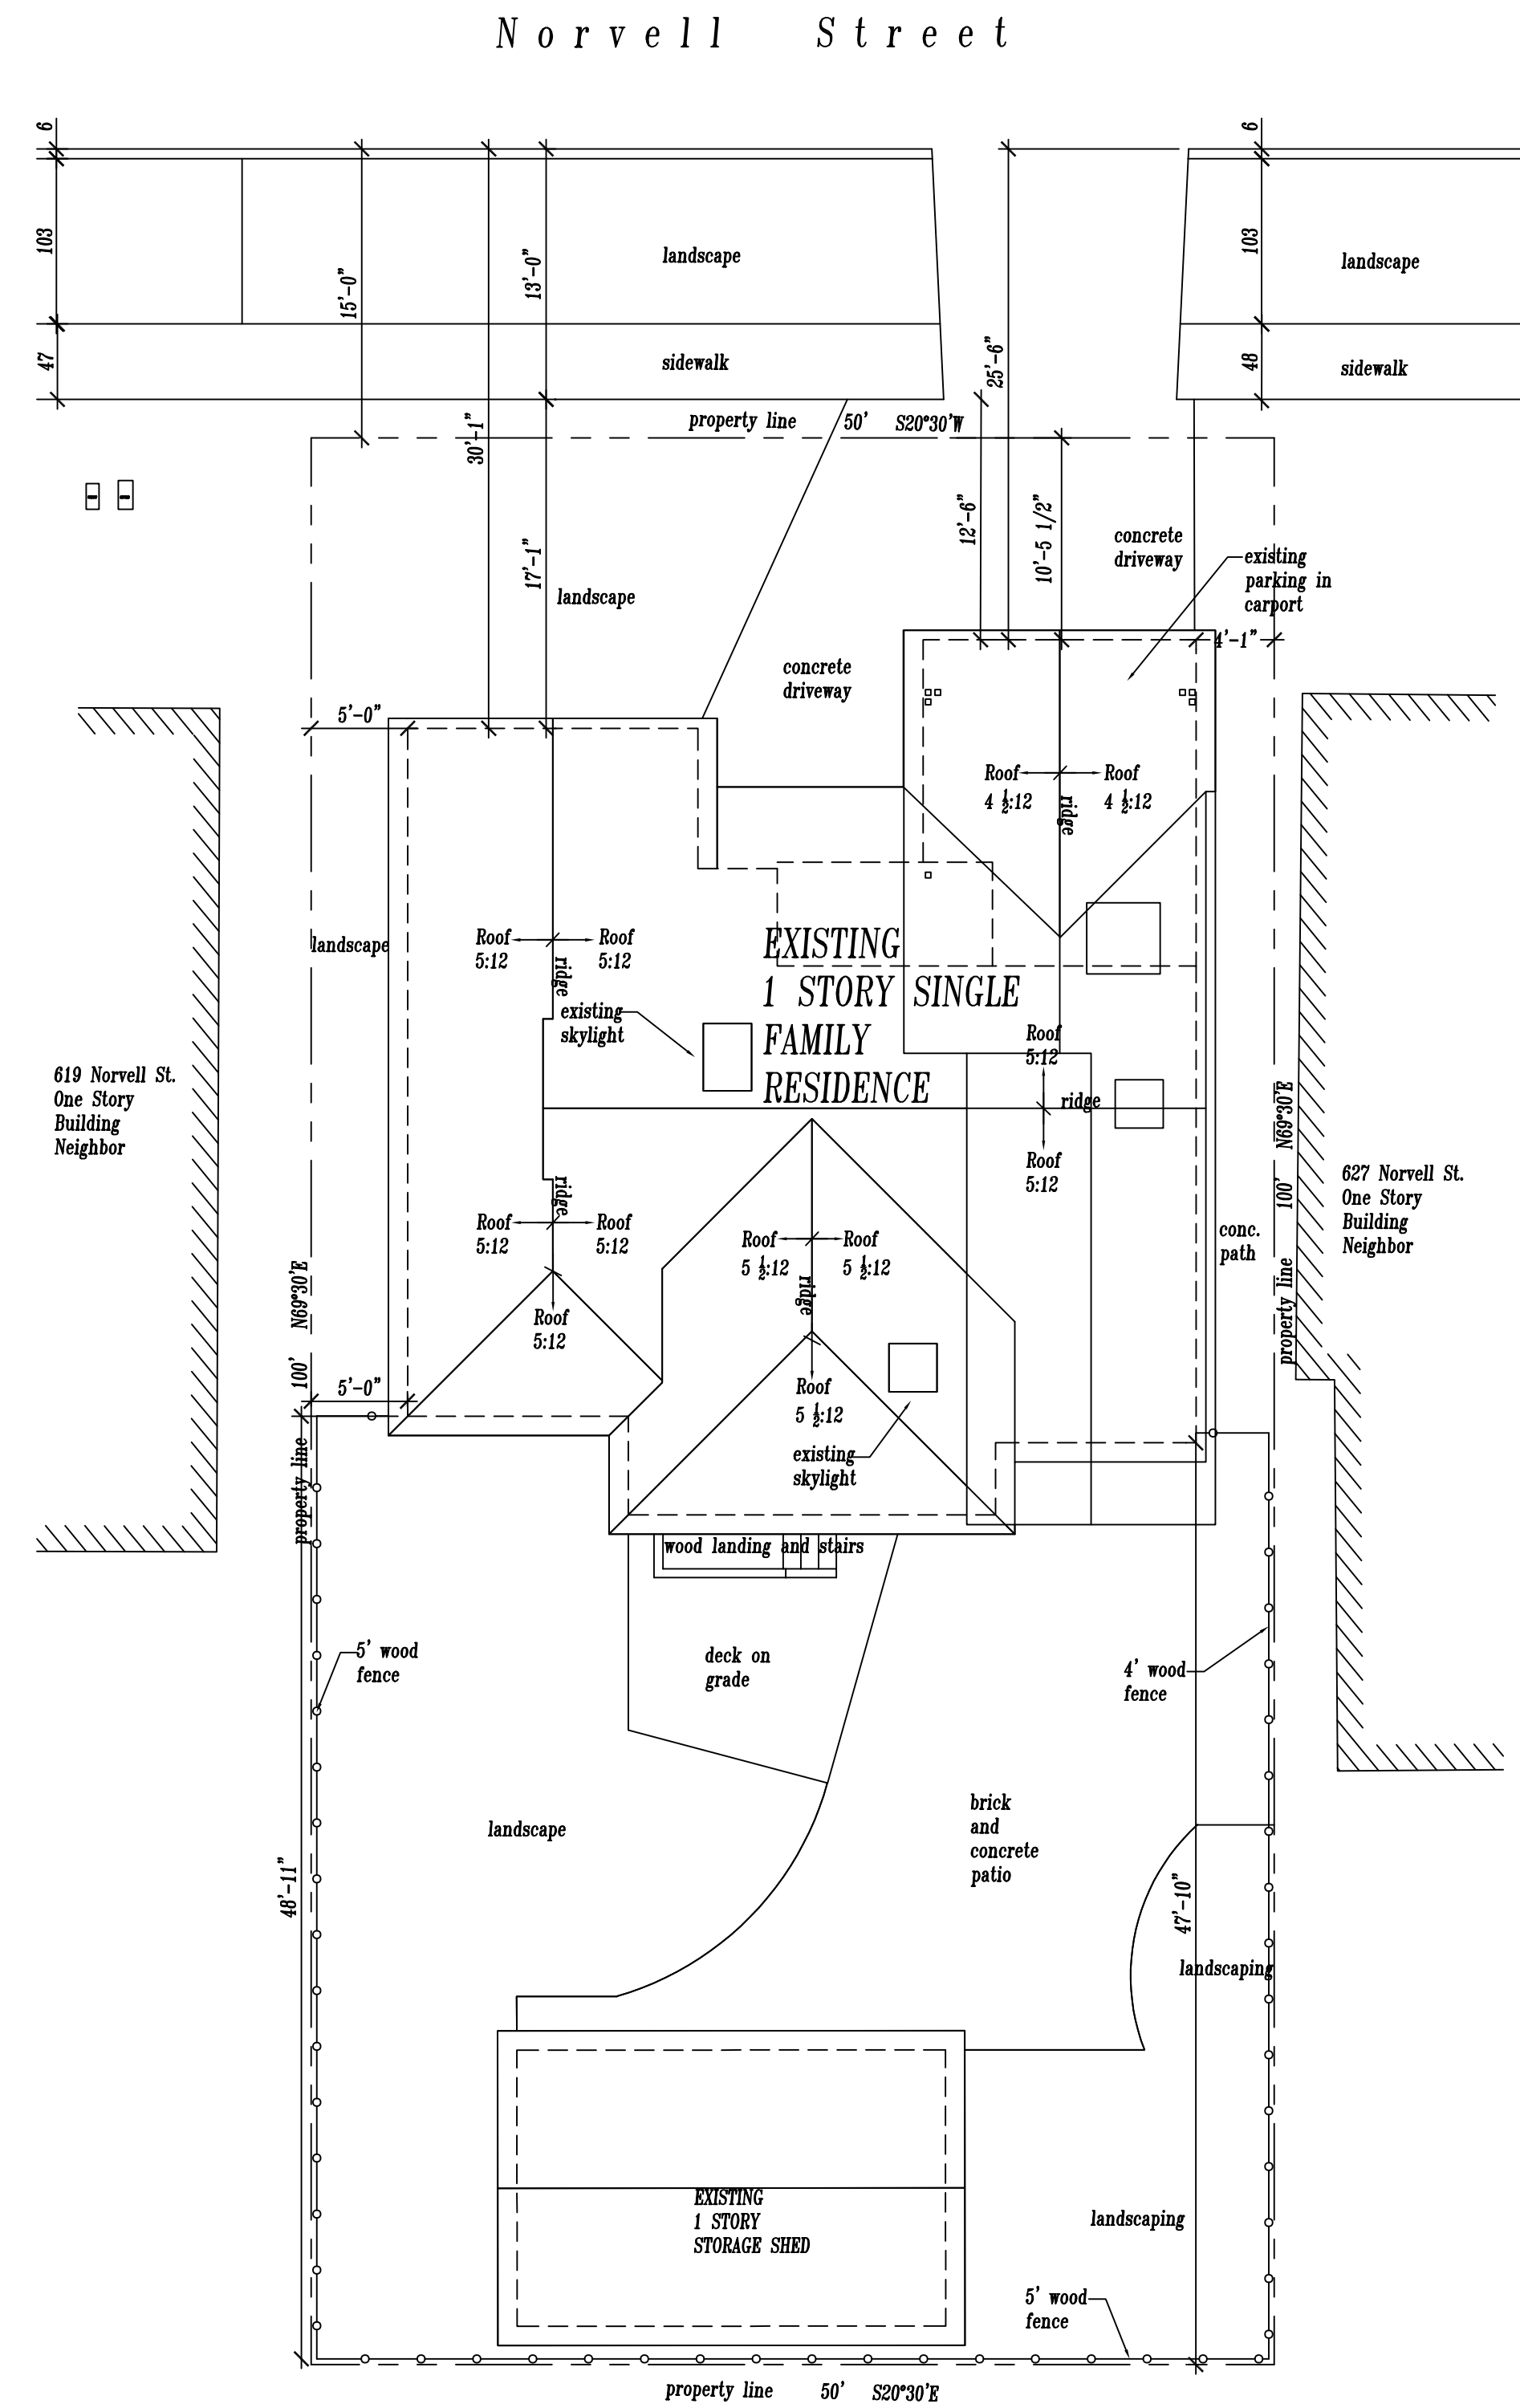 Norvell Street
6
6
103
103
landscape
landscape
15'-0"
13'-0"
25'-6"
47
48
sidewalk
sidewalk
property line 50' S20°30'W
30'-1"
17'-1"
12'-6"
10'-5 1/2"
landscape
concrete
driveway
existing
parking in
carport
4'-1"
concrete
driveway
5'-0"
Roof
4 1/2:12
Roof
4 1/2:12
ridge
landscape
Roof
5:12
Roof
5:12
ridge
existing
skylight
EXISTING
1 STORY SINGLE
FAMILY
RESIDENCE
Roof
5:12
ridge
Roof
5:12
619 Norvell St.
One Story
Building
Neighbor
627 Norvell St.
One Story
Building
Neighbor
property line 100' N69°30'E
conc.
path
ridge
Roof
5:12
Roof
5:12
Roof
5:12
Roof
5 1/2:12
Roof
5 1/2:12
ridge
Roof
5 1/2:12
existing
skylight
property line 100' N69°30'E
5'-0"
wood landing and stairs
5' wood
fence
deck on
grade
4' wood
fence
landscape
brick
and
concrete
patio
48'-11"
47'-10"
landscaping
EXISTING
1 STORY
STORAGE SHED
landscaping
5' wood
fence
property line 50' S20°30'E